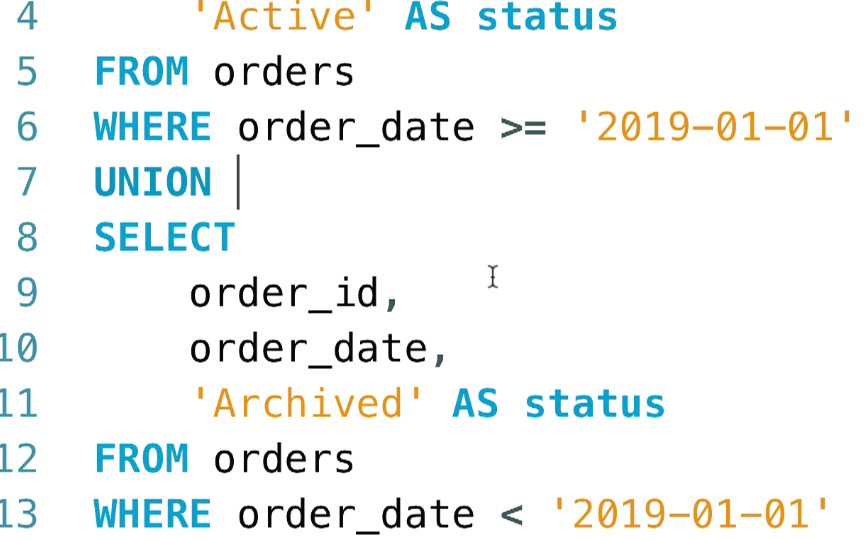 4 'Active' AS status
5 FROM orders
6 WHERE order_date >= '2019-01-01'
7 UNION
8 SELECT
9 order_id,
10 order_date,
11 'Archived' AS status
12 FROM orders
13 WHERE order_date < '2019-01-01'